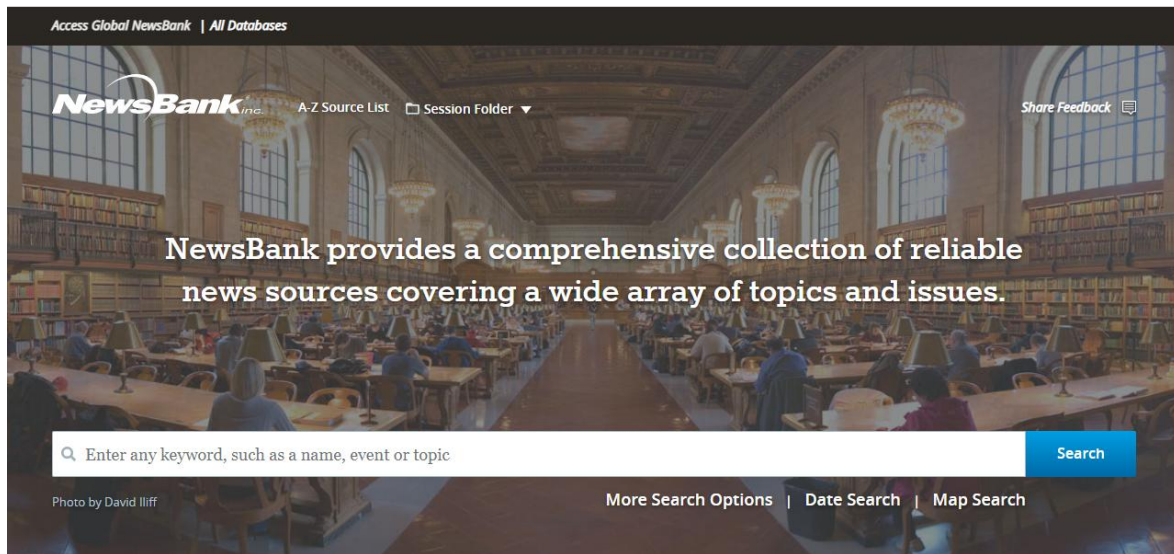 Access Global NewsBank | All Databases
NewsBank inc. A-Z Source List Session Folder Share Feedback
NewsBank provides a comprehensive collection of reliable
news sources covering a wide array of topics and issues.
Enter any keyword, such as a name, event or topic Search
Photo by David Iliff More Search Options | Date Search | Map Search